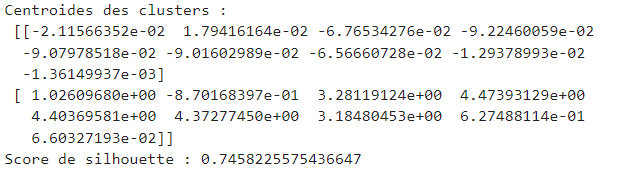 Centroides des clusters :
[[-2.11566352e-02 1.79416164e-02 -6.76534276e-02 -9.22460059e-02
-9.07978518e-02 -9.01602989e-02 -6.56660728e-02 -1.29378993e-02
-1.36149937e-03]
[ 1.02609680e+00 -8.70168397e-01 3.28119124e+00 4.47393129e+00
4.40369581e+00 4.37277450e+00 3.18480453e+00 6.27488114e-01
6.60327193e-02]]
Score de silhouette : 0.7458225575436647